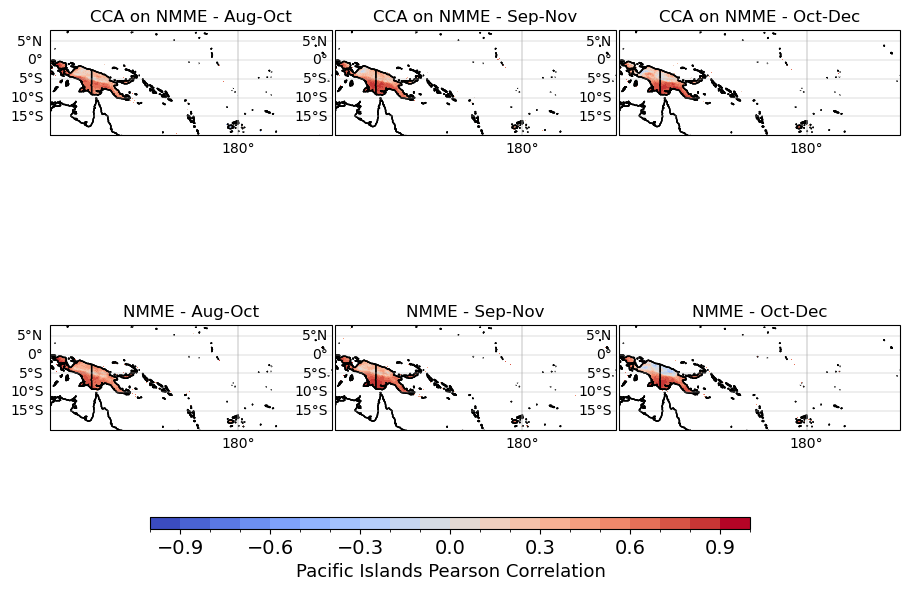 CCA on NMME - Aug-Oct CCA on NMME - Sep-Nov CCA on NMME - Oct-Dec
5°N 5°N 5°N
0° 0° 0°
5°S 5°S 5°S
10°S 10°S 10°S
15°S 15°S 15°S
180° 180° 180°
NMME - Aug-Oct NMME - Sep-Nov NMME - Oct-Dec
5°N 5°N 5°N
0° 0° 0°
5°S 5°S 5°S
10°S 10°S 10°S
15°S 15°S 15°S
180° 180° 180°
−0.9 −0.6 −0.3 0.0 0.3 0.6 0.9
Pacific Islands Pearson Correlation